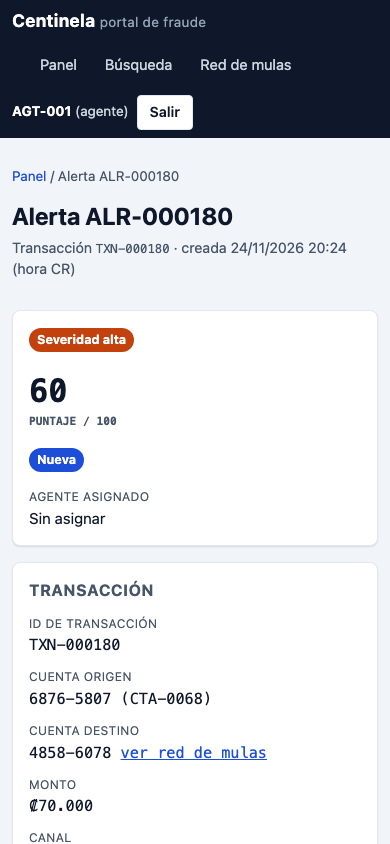 Centinela portal de fraude
Panel Búsqueda Red de mulas
AGT-001 (agente) Salir
Panel / Alerta ALR-000180
Alerta ALR-000180
Transacción TXN-000180 · creada 24/11/2026 20:24
(hora CR)
Severidad alta
60
PUNTAJE / 100
Nueva
AGENTE ASIGNADO
Sin asignar
TRANSACCIÓN
ID DE TRANSACCIÓN
TXN-000180
CUENTA ORIGEN
6876-5807 (CTA-0068)
CUENTA DESTINO
4858-6078 ver red de mulas
MONTO
₡70.000
CANAL